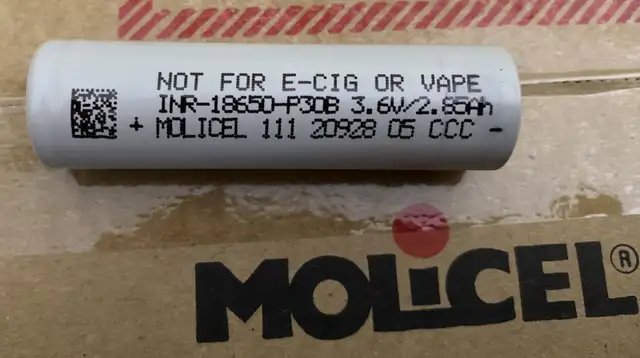 NOT FOR E-CIG OR VAPE
INR-18650-P30B 3.6V/2.85Ah
+ MOLICEL 111 20928 05 CCC -
MOLiCEL®